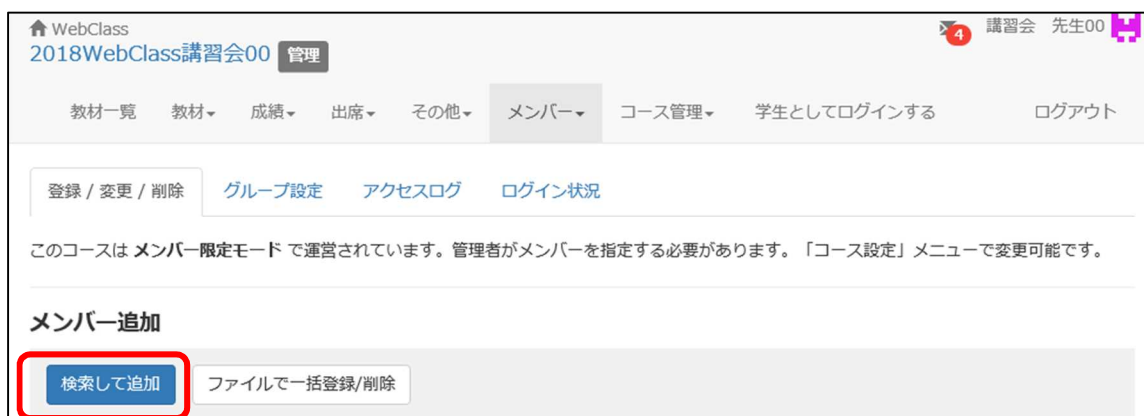 WebClass
4
講習会 先生00
2018WebClass講習会00 管理
教材一覧 教材 成績 出席 その他 メンバー コース管理 学生としてログインする ログアウト
登録 / 変更 / 削除 グループ設定 アクセスログ ログイン状況
このコースは メンバー限定モード で運営されています。管理者がメンバーを指定する必要があります。「コース設定」メニューで変更可能です。
メンバー追加
検索して追加 ファイルで一括登録/削除